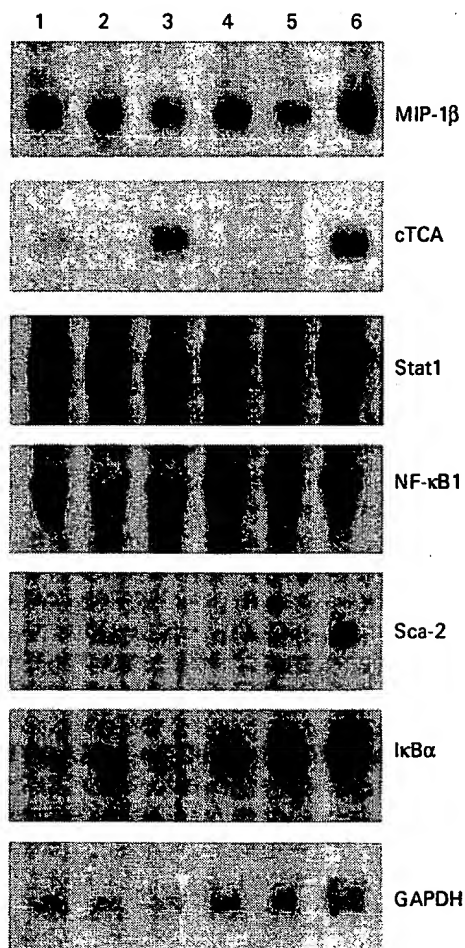 1 2 3 4 5 6
MIP-1β
cTCA
Stat1
NF-κB1
Sca-2
IκBα
GAPDH